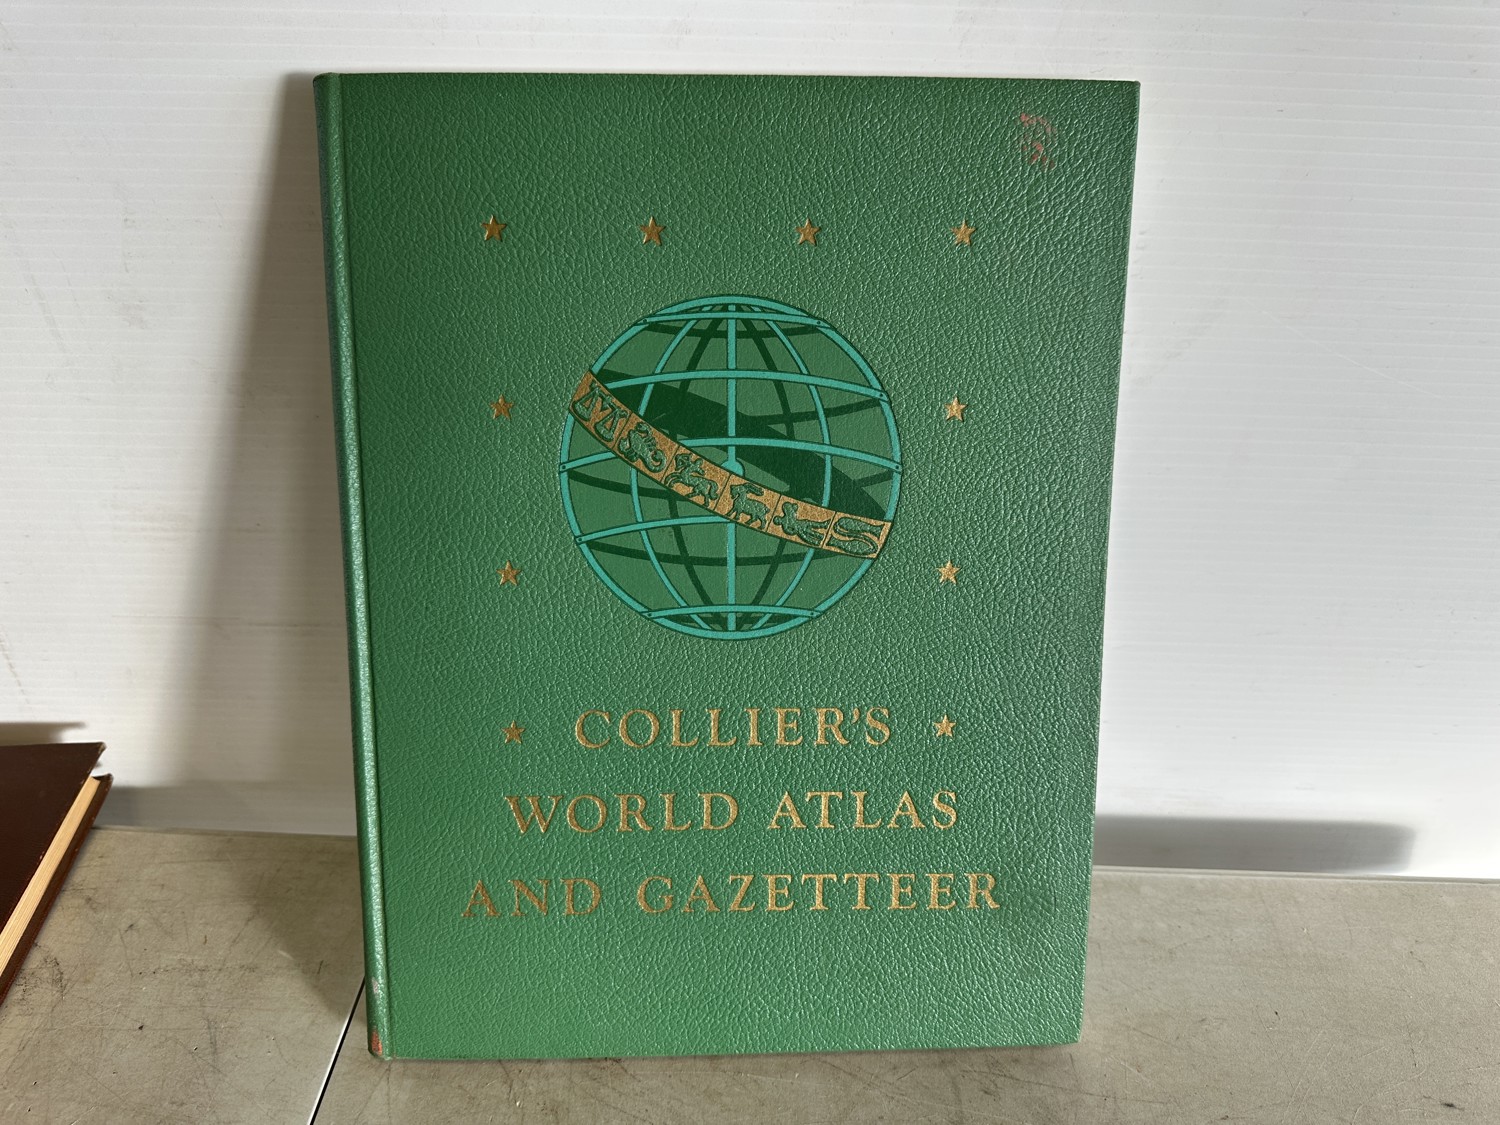 COLLIER'S
WORLD ATLAS
AND GAZETTEER